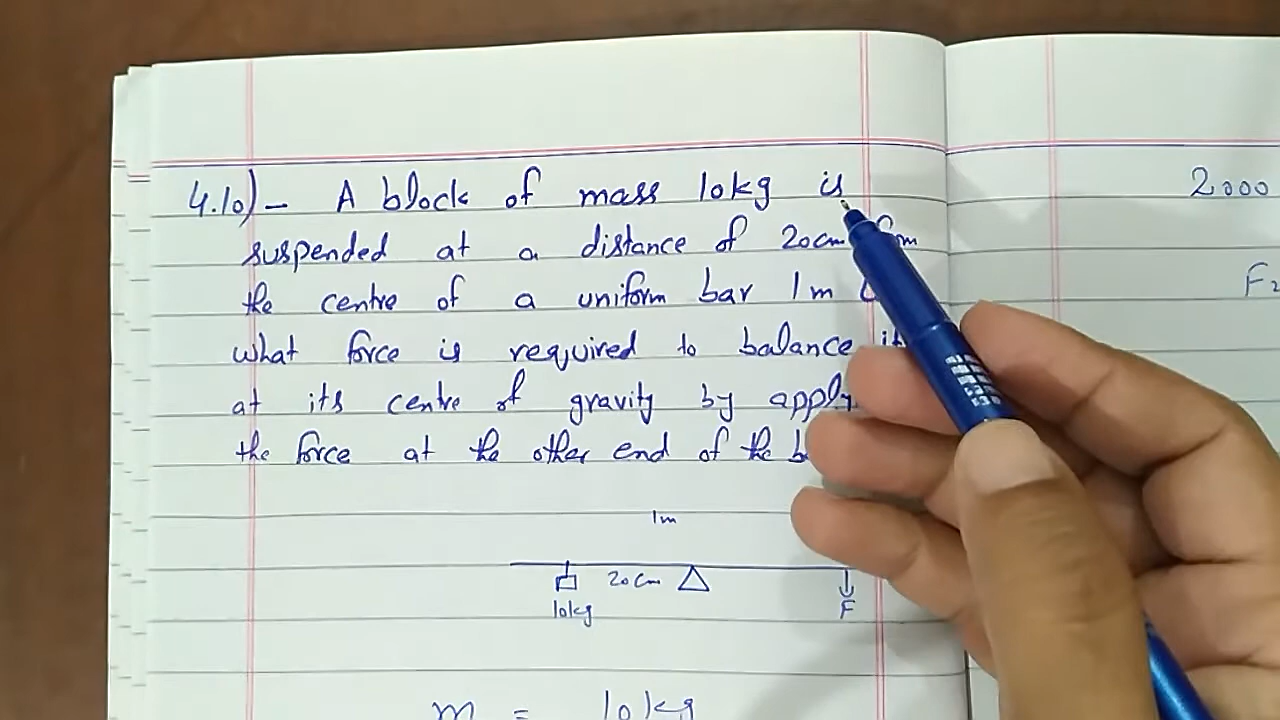 4.10)- A block of mass 10kg is
suspended at a distance of 20cm
the centre of a uniform bar 1m
what force is required to balance it
at its centre of gravity by
the force at the other end of the
1m
20cm
10kg
F
m = 10kg
2000
F2